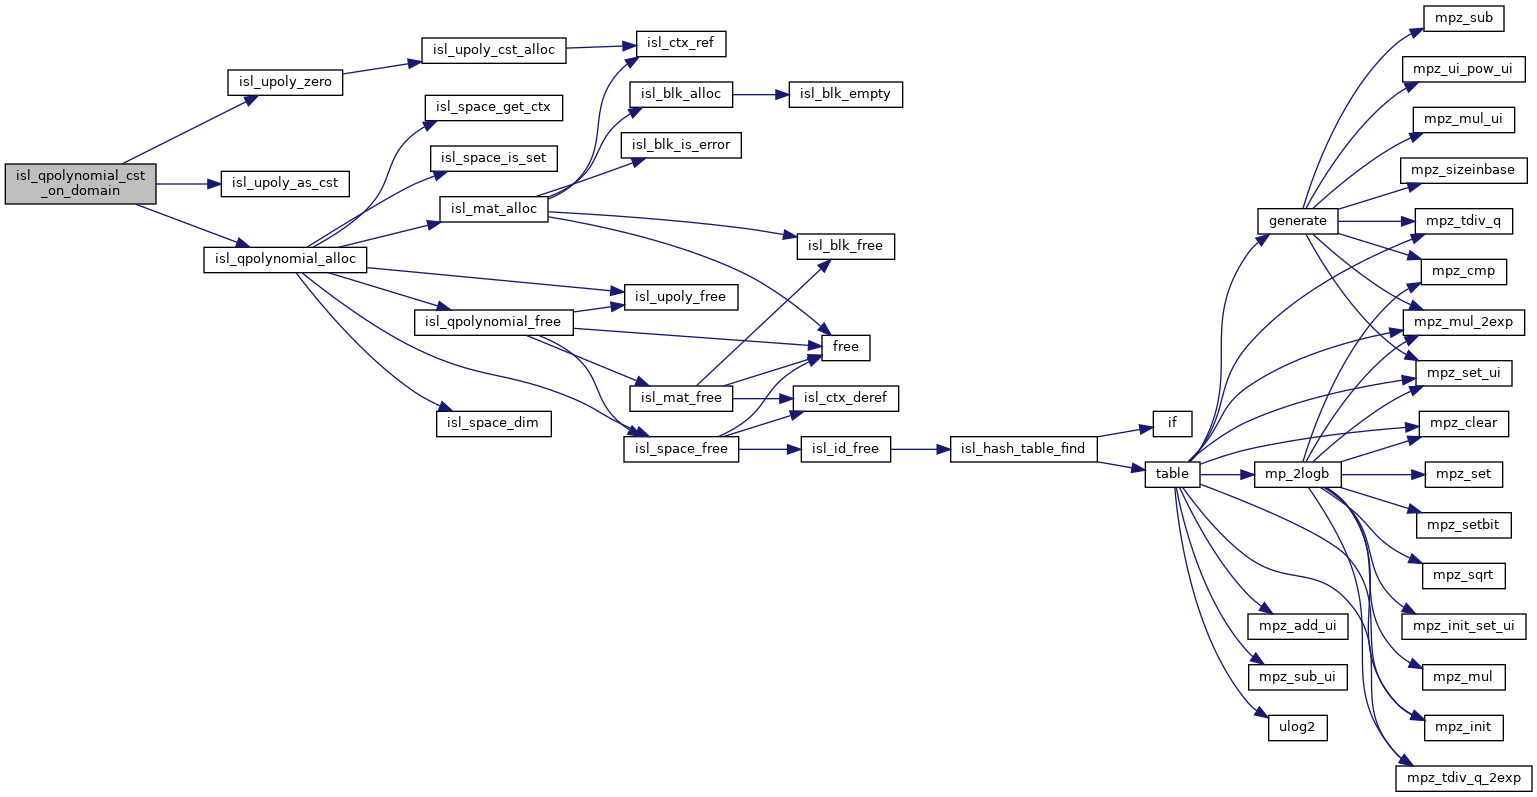 isl_qpolynomial_cst
_on_domain
isl_upoly_zero
isl_upoly_as_cst
isl_qpolynomial_alloc
isl_upoly_cst_alloc
isl_space_get_ctx
isl_space_is_set
isl_mat_alloc
isl_qpolynomial_free
isl_space_dim
isl_ctx_ref
isl_blk_alloc
isl_blk_is_error
isl_upoly_free
isl_mat_free
isl_space_free
isl_blk_empty
isl_blk_free
free
isl_ctx_deref
isl_id_free
isl_hash_table_find
if
table
generate
mp_2logb
mpz_add_ui
mpz_sub_ui
ulog2
mpz_sub
mpz_ui_pow_ui
mpz_mul_ui
mpz_sizeinbase
mpz_tdiv_q
mpz_cmp
mpz_mul_2exp
mpz_set_ui
mpz_clear
mpz_set
mpz_setbit
mpz_sqrt
mpz_init_set_ui
mpz_mul
mpz_init
mpz_tdiv_q_2exp